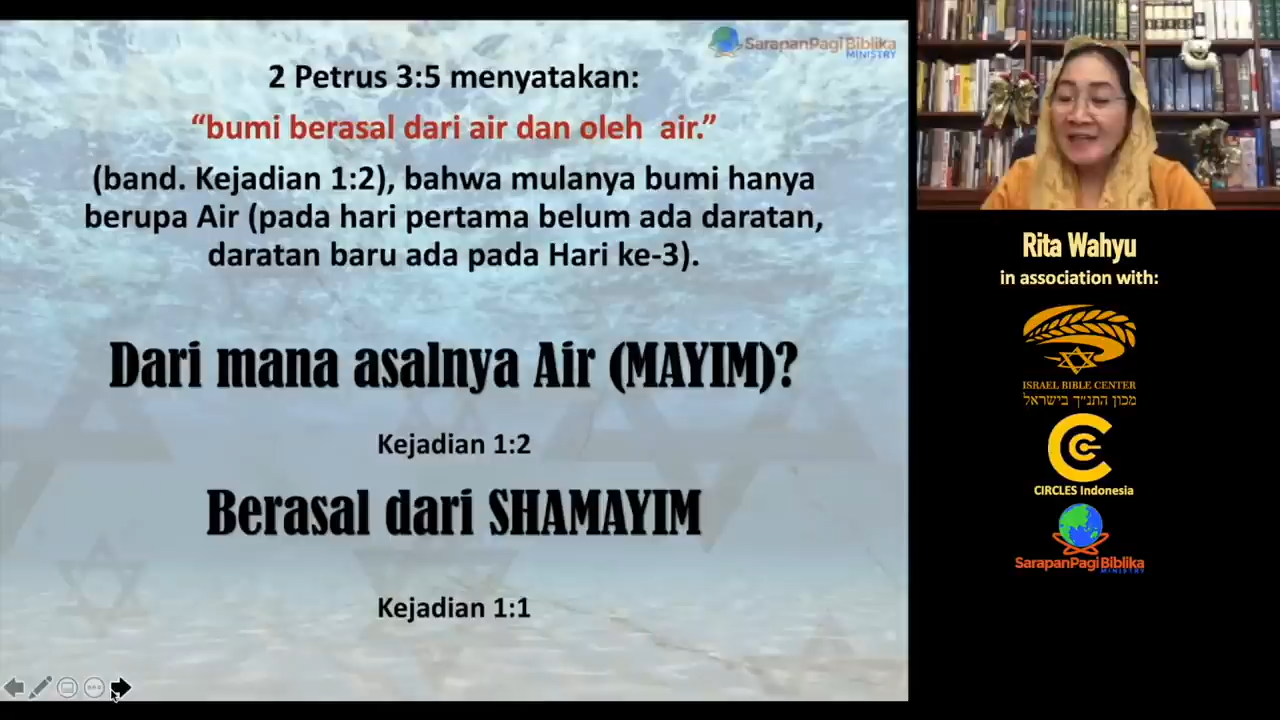 SarapanPagi Biblika
MINISTRY
2 Petrus 3:5 menyatakan:
“bumi berasal dari air dan oleh  air.”
(band. Kejadian 1:2), bahwa mulanya bumi hanya
berupa Air (pada hari pertama belum ada daratan,
daratan baru ada pada Hari ke-3).
Dari mana asalnya Air (MAYIM)?
Kejadian 1:2
Berasal dari SHAMAYIM
Kejadian 1:1
Rita Wahyu
in association with:
ISRAEL BIBLE CENTER
מכון התנ״ך בישראל
CIRCLES Indonesia
SarapanPagiBiblika
MINISTRY